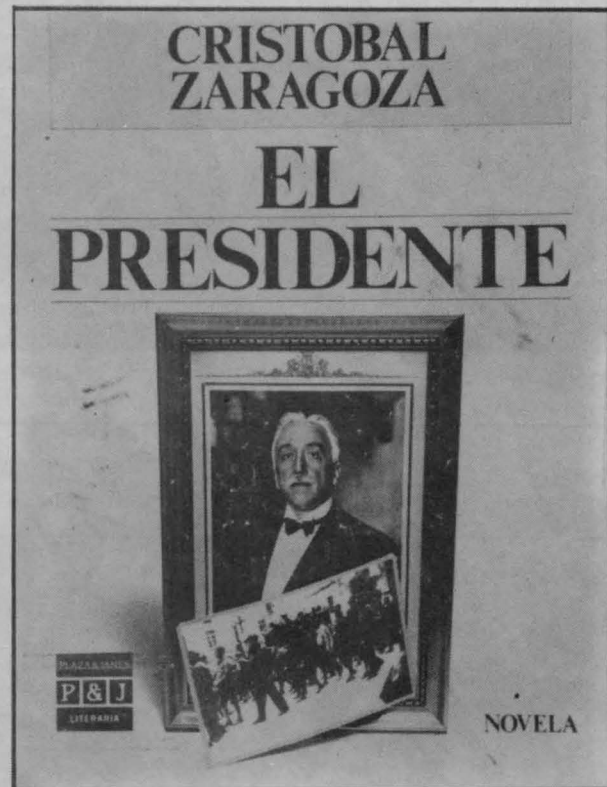 CRISTOBAL
ZARAGOZA
EL
PRESIDENTE
PLAZA & JANES
P & J
LITERARIA
NOVELA